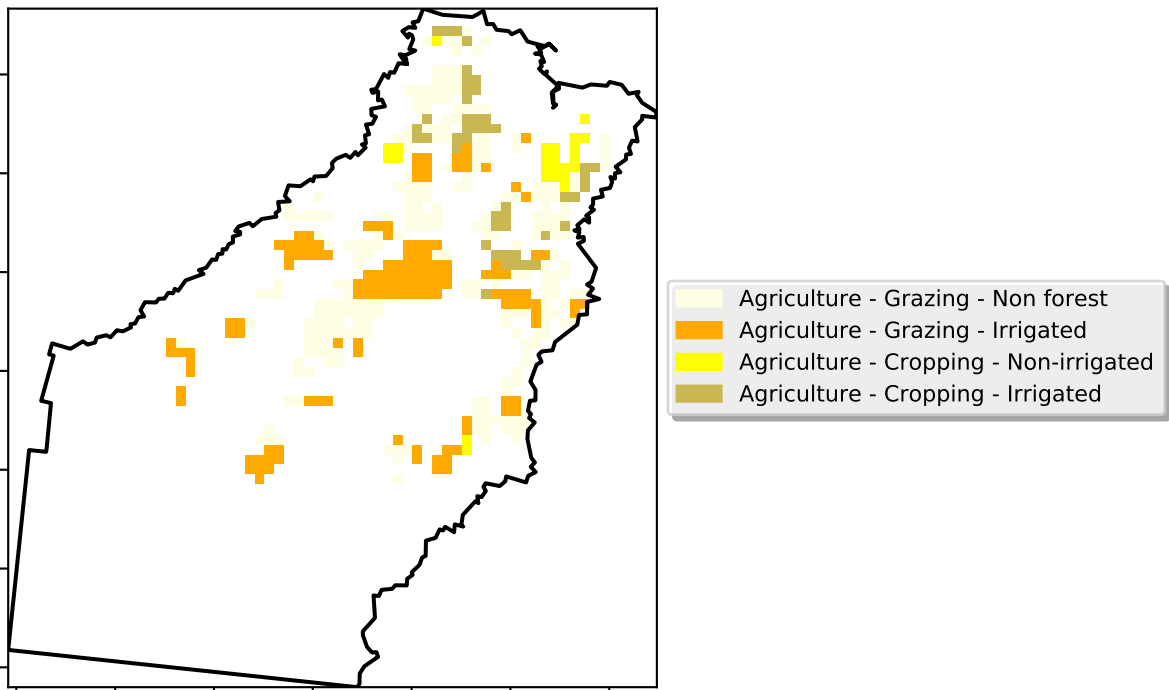 Agriculture - Grazing - Non forest
Agriculture - Grazing - Irrigated
Agriculture - Cropping - Non-irrigated
Agriculture - Cropping - Irrigated